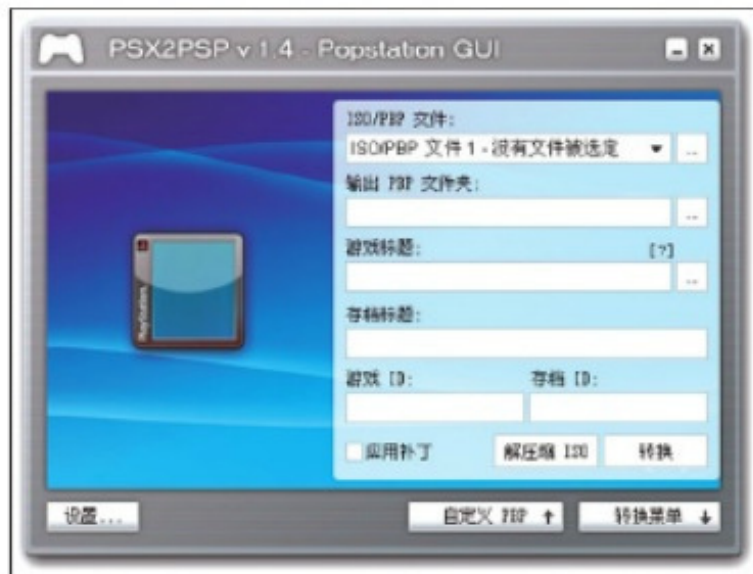 PSX2PSP v 1.4 - Popstation GUI
ISO/PBP 文件:
ISO/PBP 文件 1 - 没有文件被选定
..
输出 PBP 文件夹:
..
游戏标题: [?]
..
存档标题:
游戏 ID: 存档 ID:
应用补丁 解压缩 ISO 转换
PlayStation
设置... 自定义 PBP ↑ 转换菜单 ↓